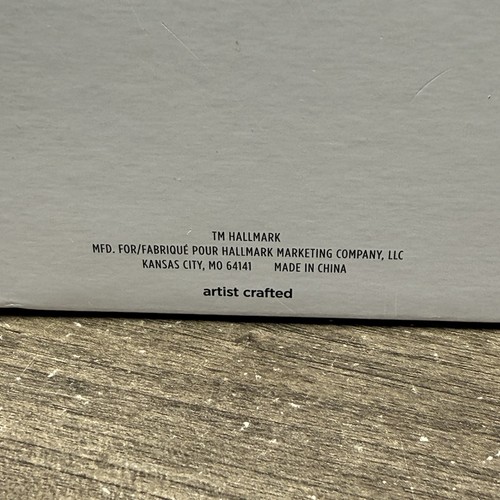 TM HALLMARK
MFD. FOR/FABRIQUÉ POUR HALLMARK MARKETING COMPANY, LLC
KANSAS CITY, MO 64141 MADE IN CHINA
artist crafted